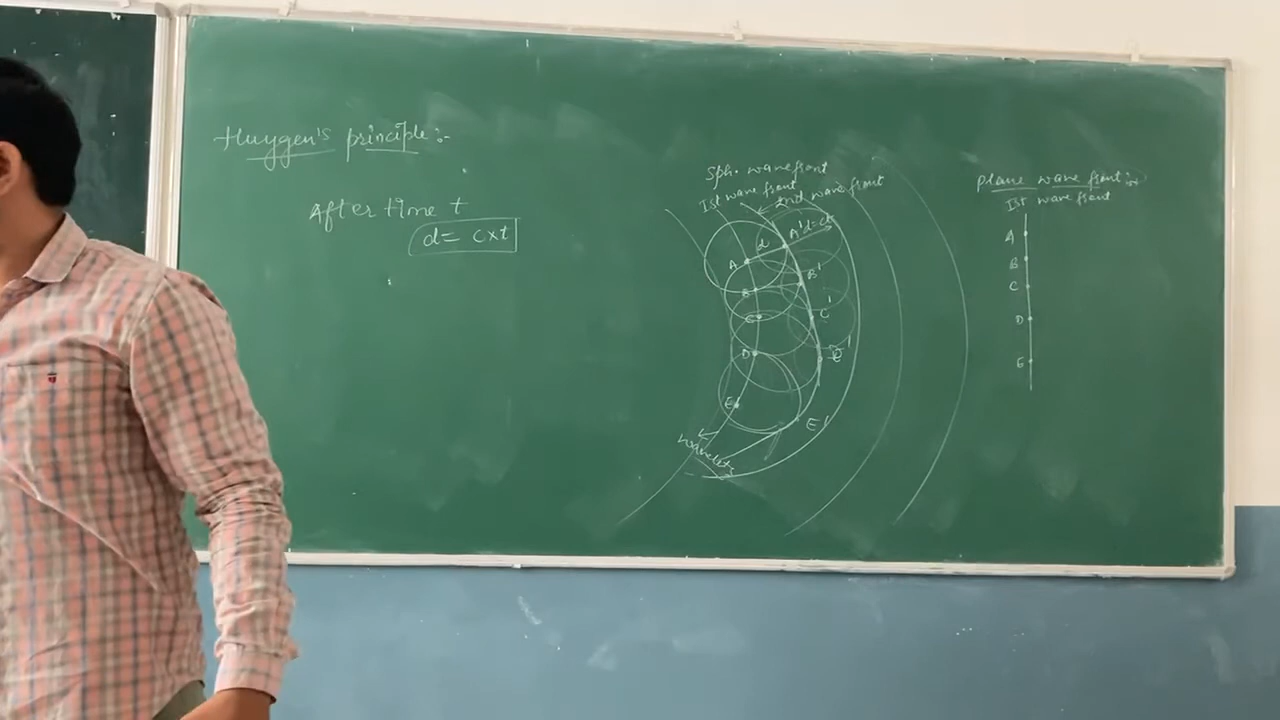 Huygen's principle :-
After time t
d = c×t
Sph. wavefront
Ist wave front
IInd wave front
A d A' d=ct
B B'
C C'
D
E E'
wavelets
plane wave front :-
Ist wave front
A
B
C
D
E